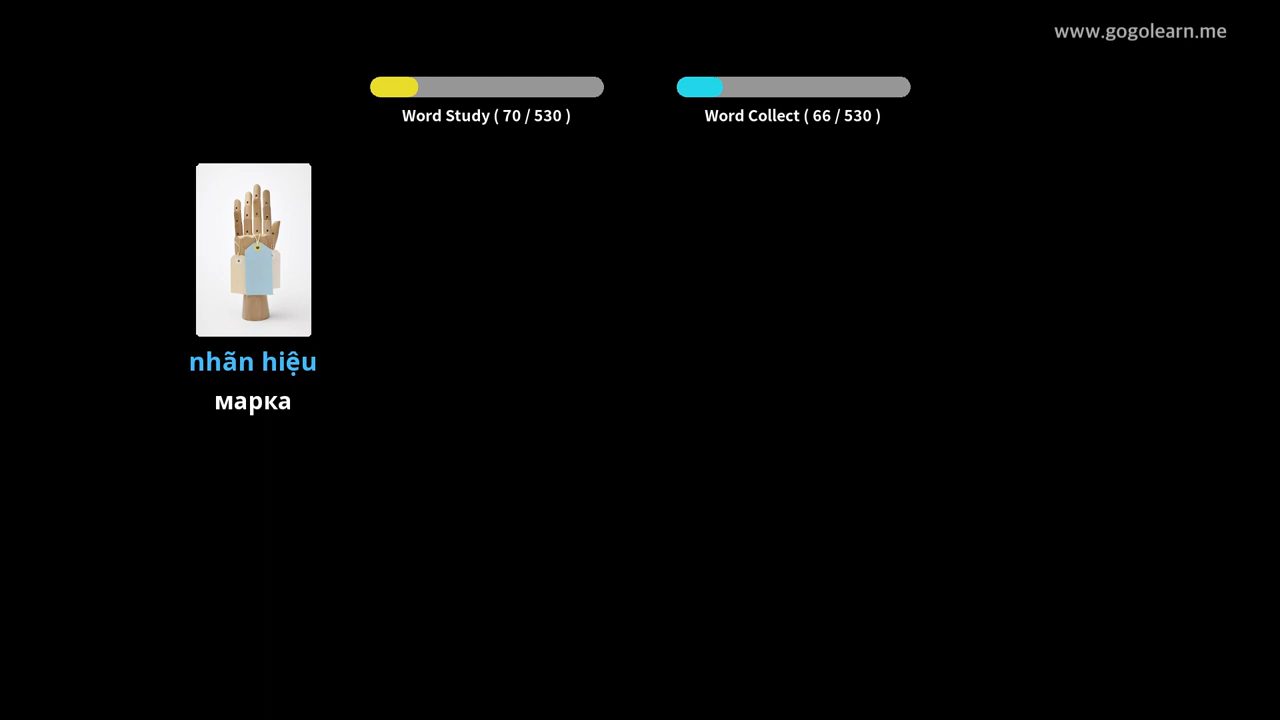 www.gogolearn.me
Word Study ( 70 / 530 )
Word Collect ( 66 / 530 )
nhãn hiệu
марка